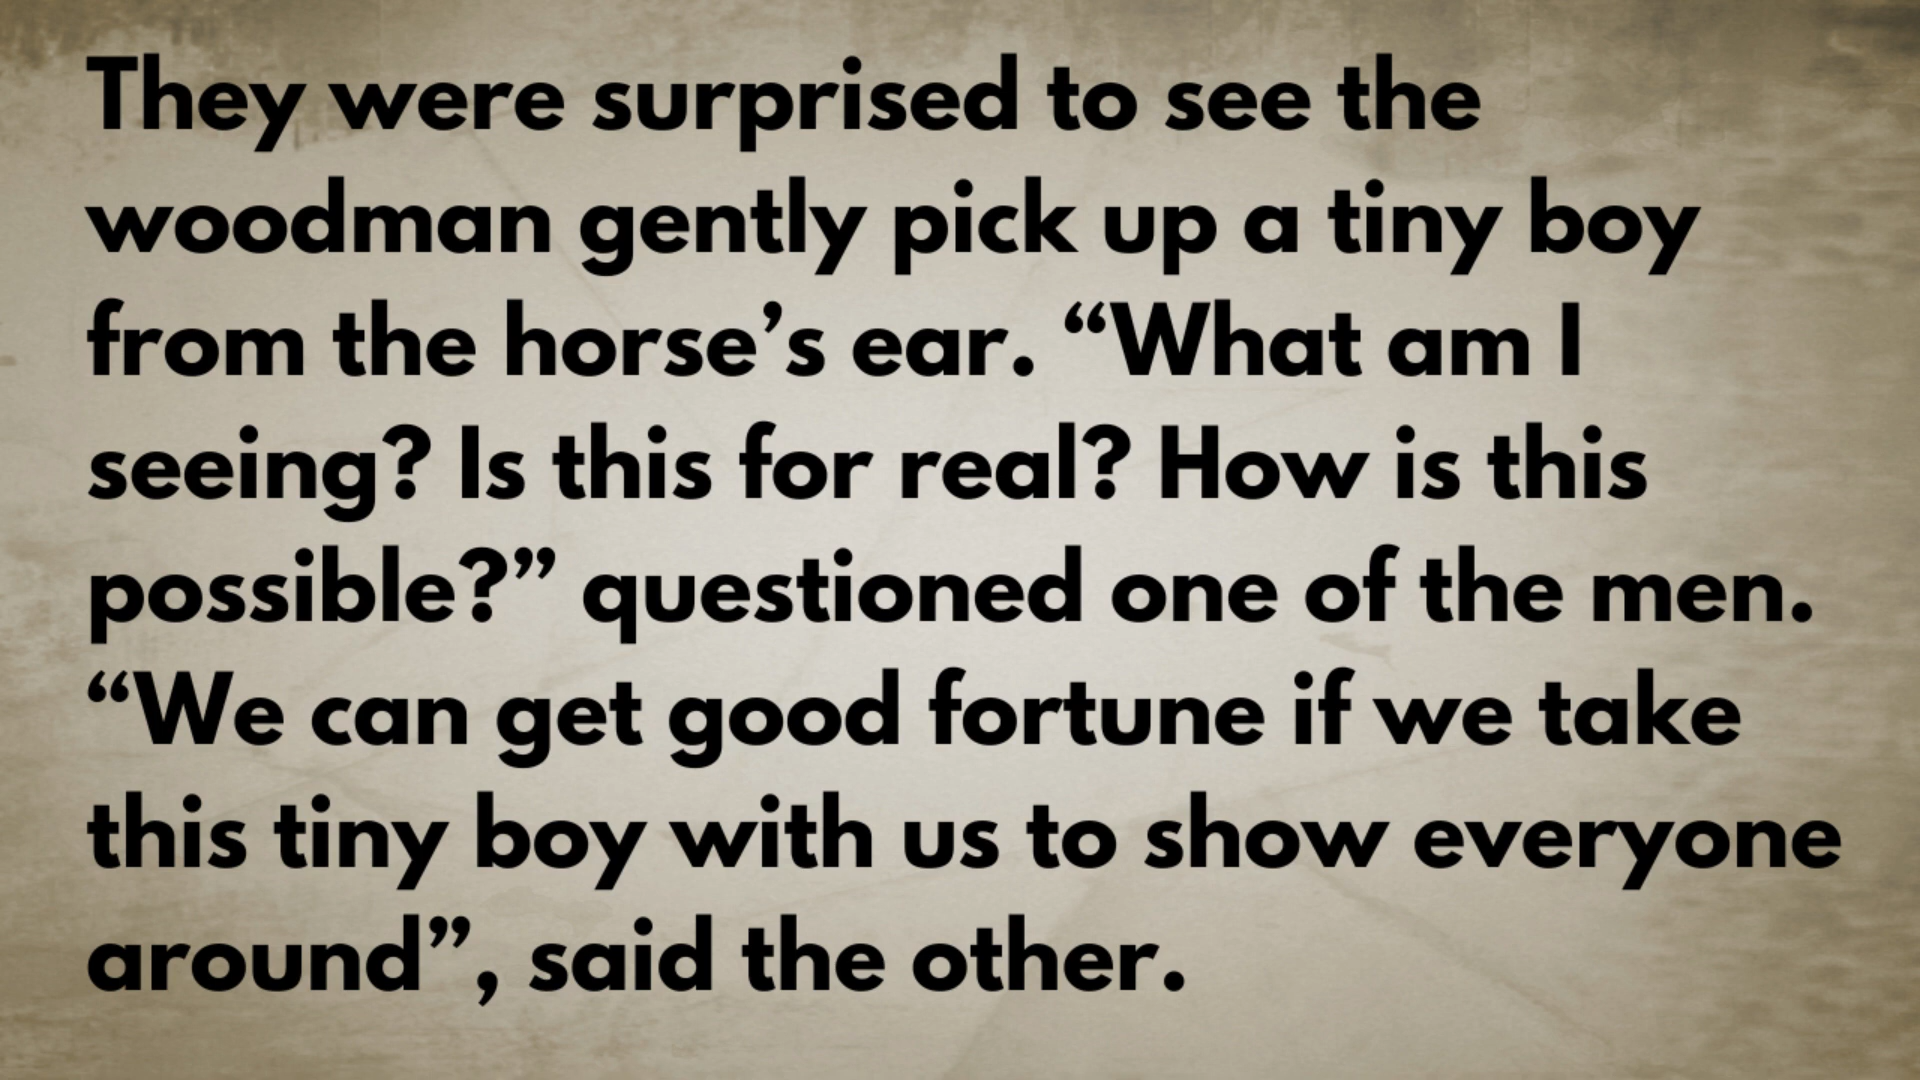 They were surprised to see the
woodman gently pick up a tiny boy
from the horse’s ear. “What am I
seeing? Is this for real? How is this
possible?” questioned one of the men.
“We can get good fortune if we take
this tiny boy with us to show everyone
around”, said the other.